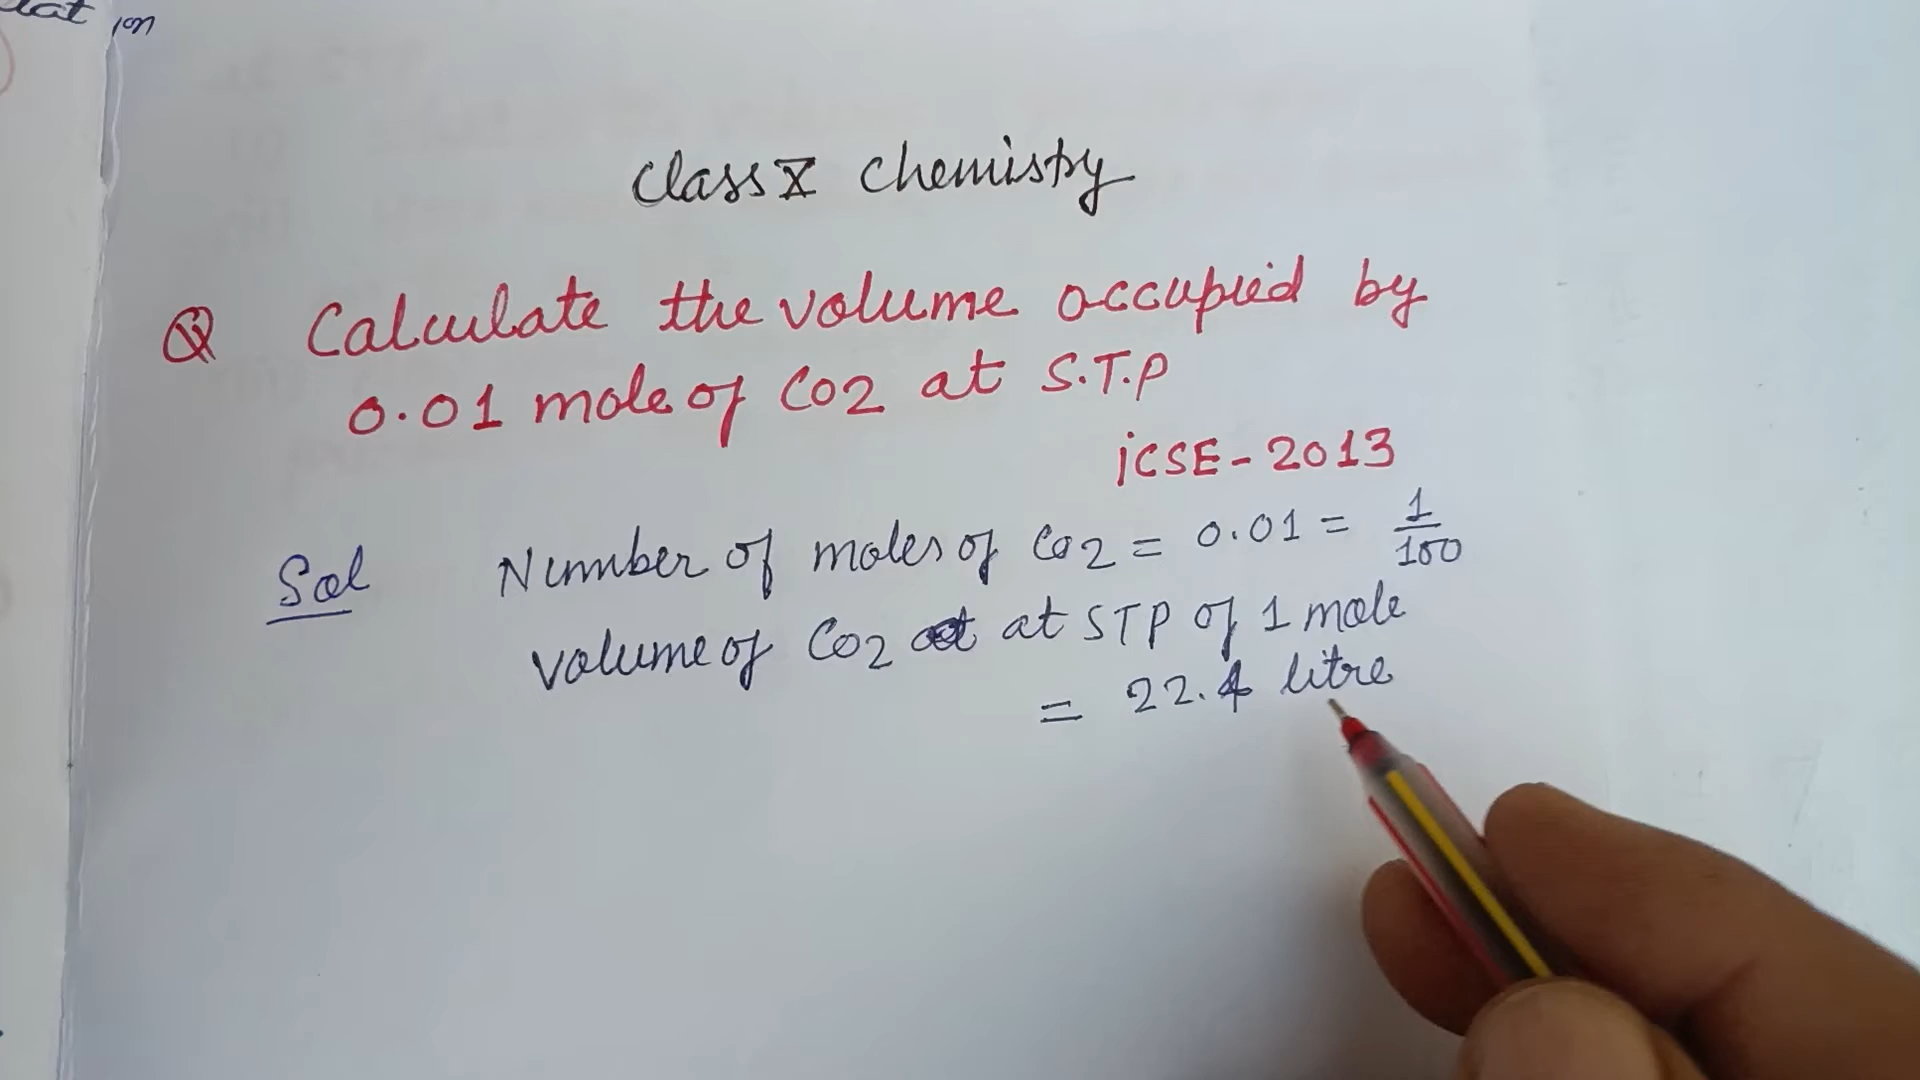 class X chemistry
Q Calculate the volume occupied by
0.01 mole of CO2 at S.T.P
iCSE-2013
Sol Number of moles of CO2 = 0.01 = 1/100
volume of CO2 at STP of 1 mole
= 22.4 litre